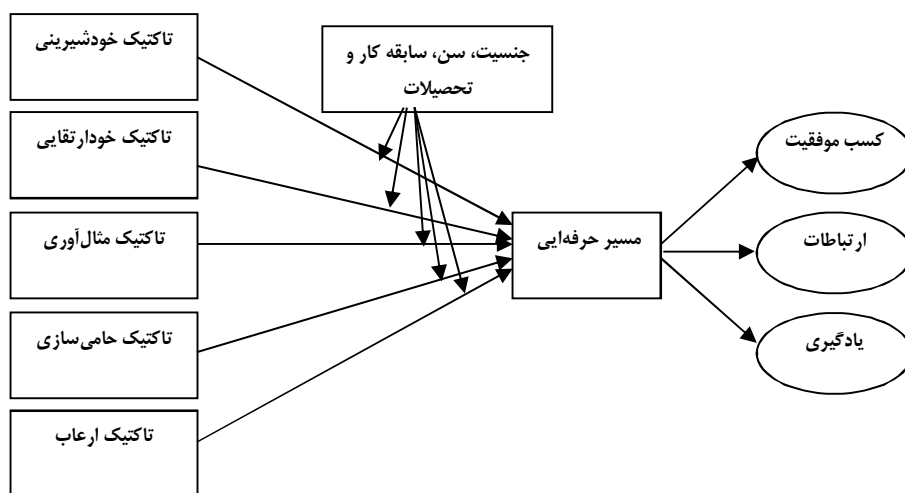 تاکتیک خودشیرینی
جنسیت، سن، سابقه کار و
تحصیلات
تاکتیک خودارتقایی
کسب موفقیت
تاکتیک مثال‌آوری
مسیر حرفه‌ایی
ارتباطات
تاکتیک حامی‌سازی
یادگیری
تاکتیک ارعاب